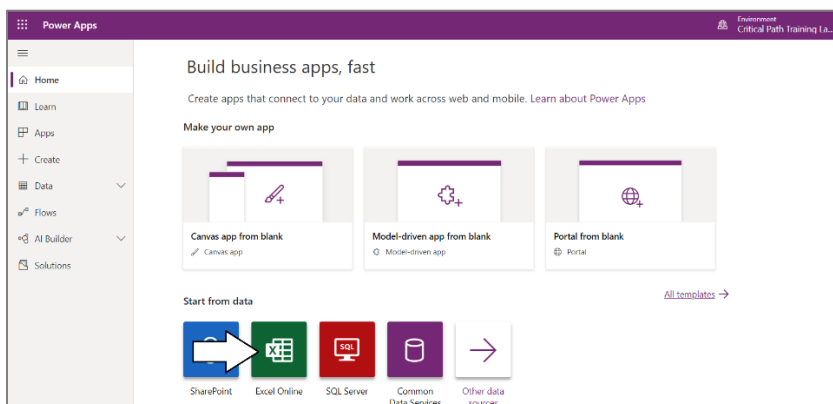 Power Apps
Environment
Critical Path Training La...
Home
Learn
Apps
Create
Data
Flows
AI Builder
Solutions
Build business apps, fast
Create apps that connect to your data and work across web and mobile. Learn about Power Apps
Make your own app
Canvas app from blank
Canvas app
Model-driven app from blank
Model-driven app
Portal from blank
Portal
Start from data
All templates
SQL
SharePoint
Excel Online
SQL Server
Common
Data Services
Other data
sources